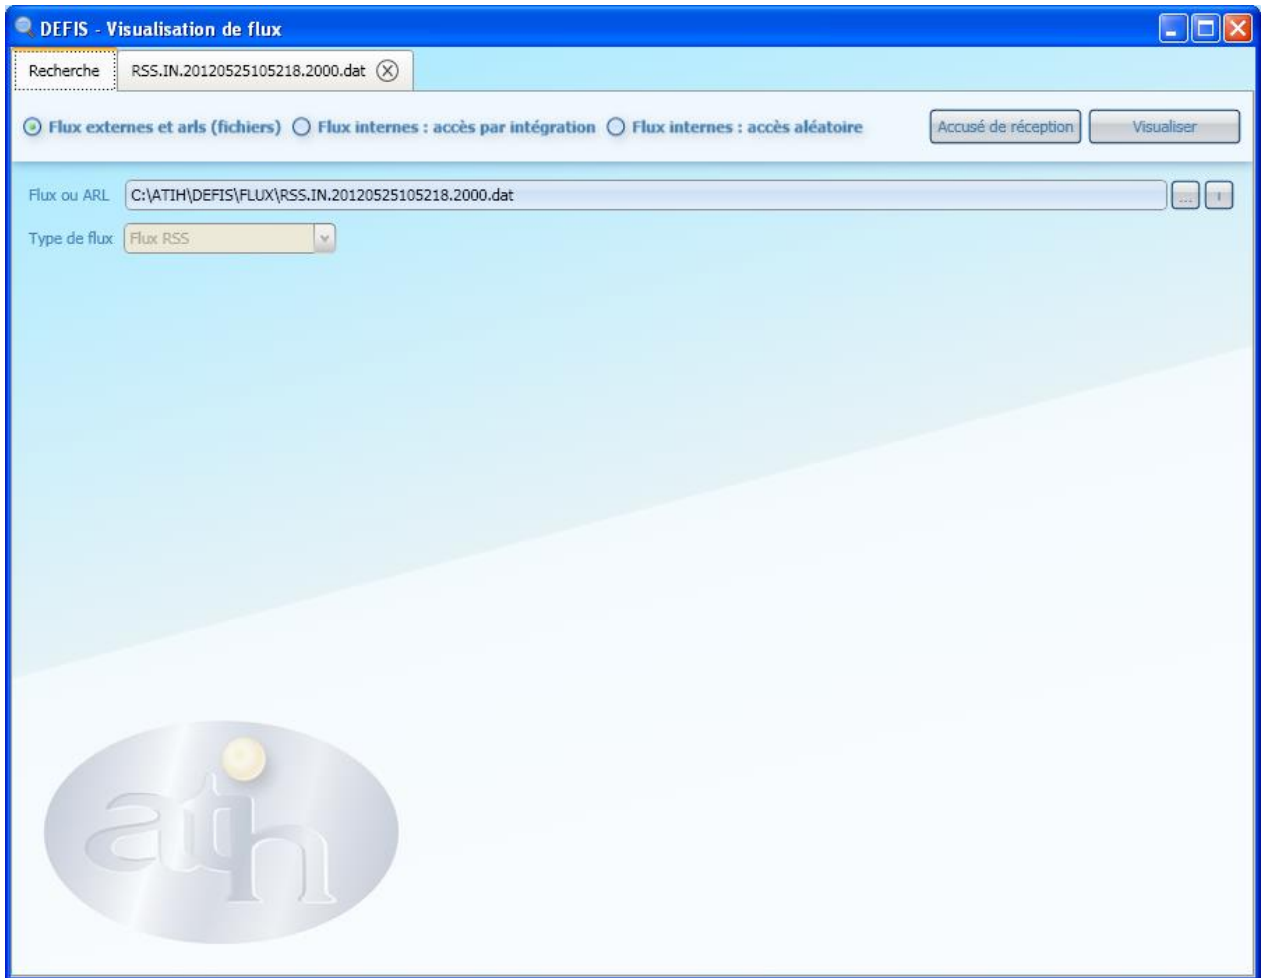 DEFIS - Visualisation de flux
Recherche RSS.IN.20120525105218.2000.dat
Flux externes et arls (fichiers) Flux internes : accès par intégration Flux internes : accès aléatoire Accusé de réception Visualiser
Flux ou ARL C:\ATIH\DEFIS\FLUX\RSS.IN.20120525105218.2000.dat ... I
Type de flux Flux RSS
atih